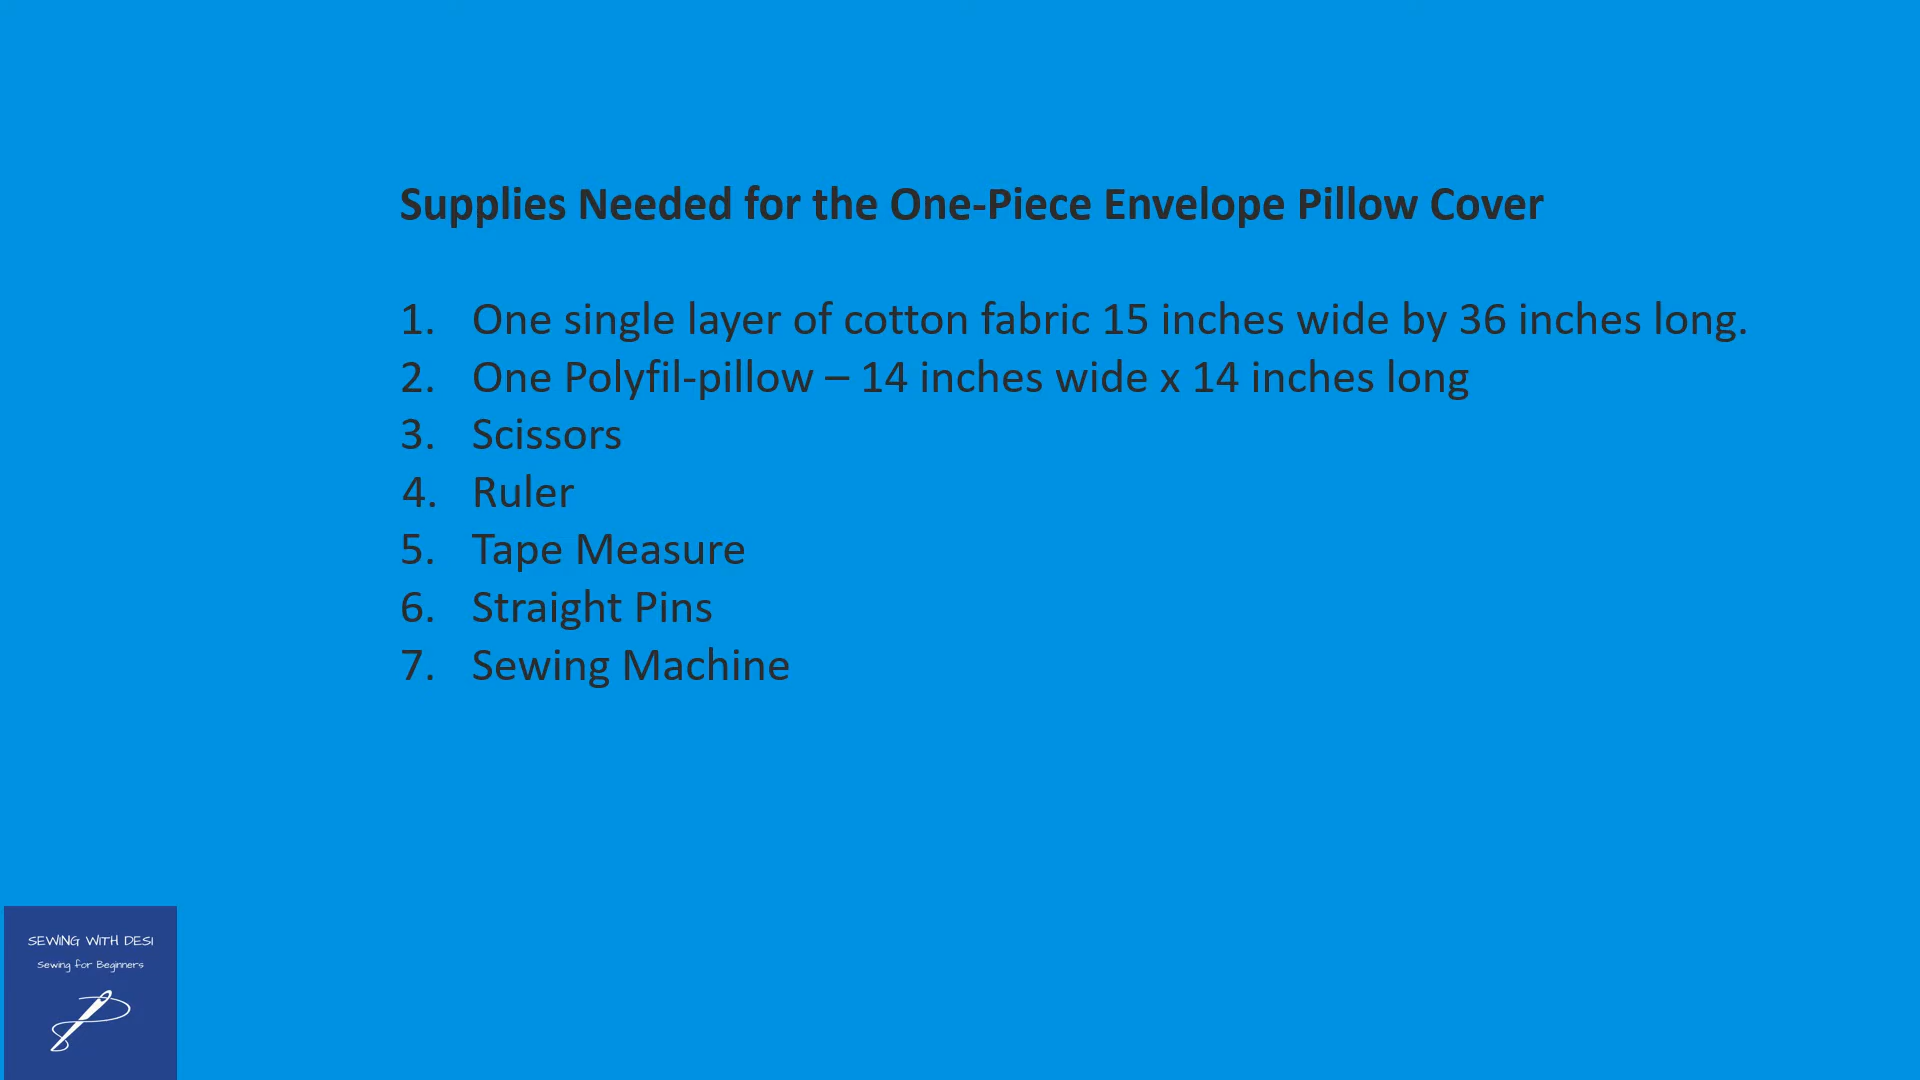 Supplies Needed for the One-Piece Envelope Pillow Cover
1. One single layer of cotton fabric 15 inches wide by 36 inches long.
2. One Polyfil-pillow – 14 inches wide x 14 inches long
3. Scissors
4. Ruler
5. Tape Measure
6. Straight Pins
7. Sewing Machine
SEWING WITH DESI
Sewing for Beginners